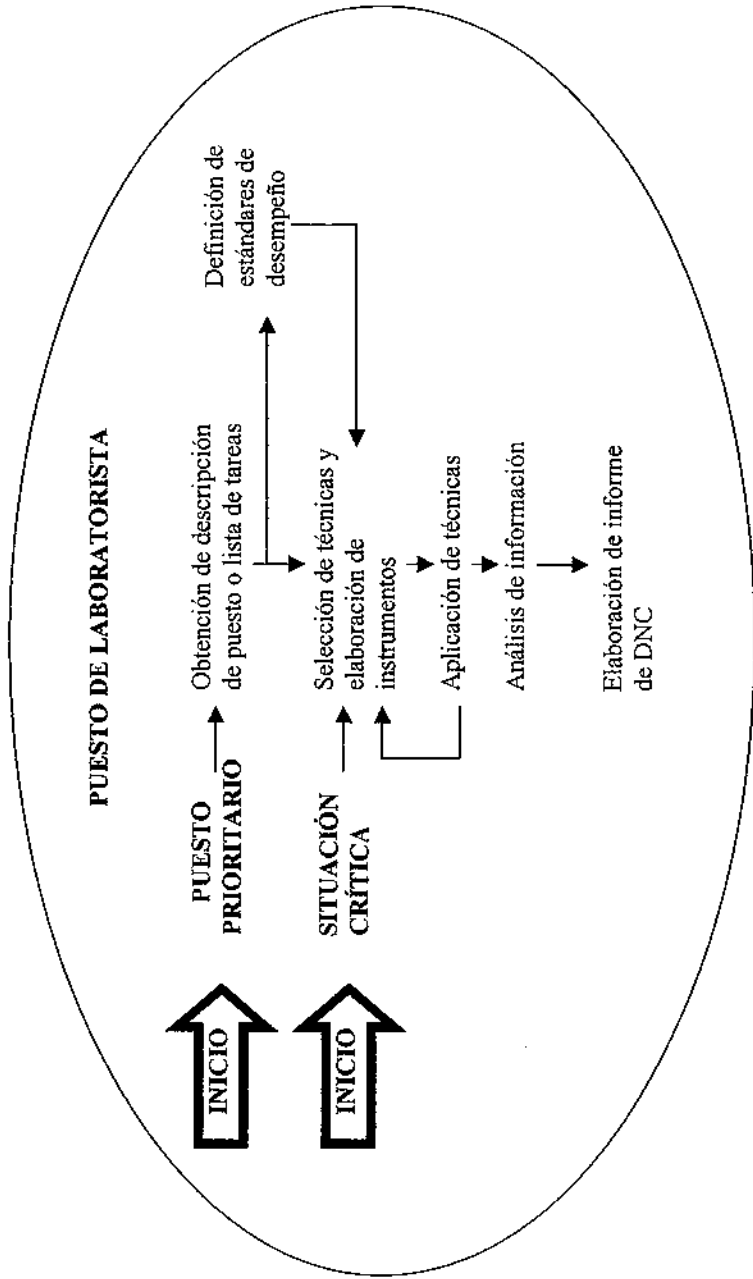 PUESTO DE LABORATORISTA
INICIO
PUESTO
PRIORITARIO
Obtención de descripción
de puesto o lista de tareas
Definición de
estándares de
desempeño
INICIO
SITUACIÓN
CRÍTICA
Selección de técnicas y
elaboración de
instrumentos
Aplicación de técnicas
Análisis de información
Elaboración de informe
de DNC